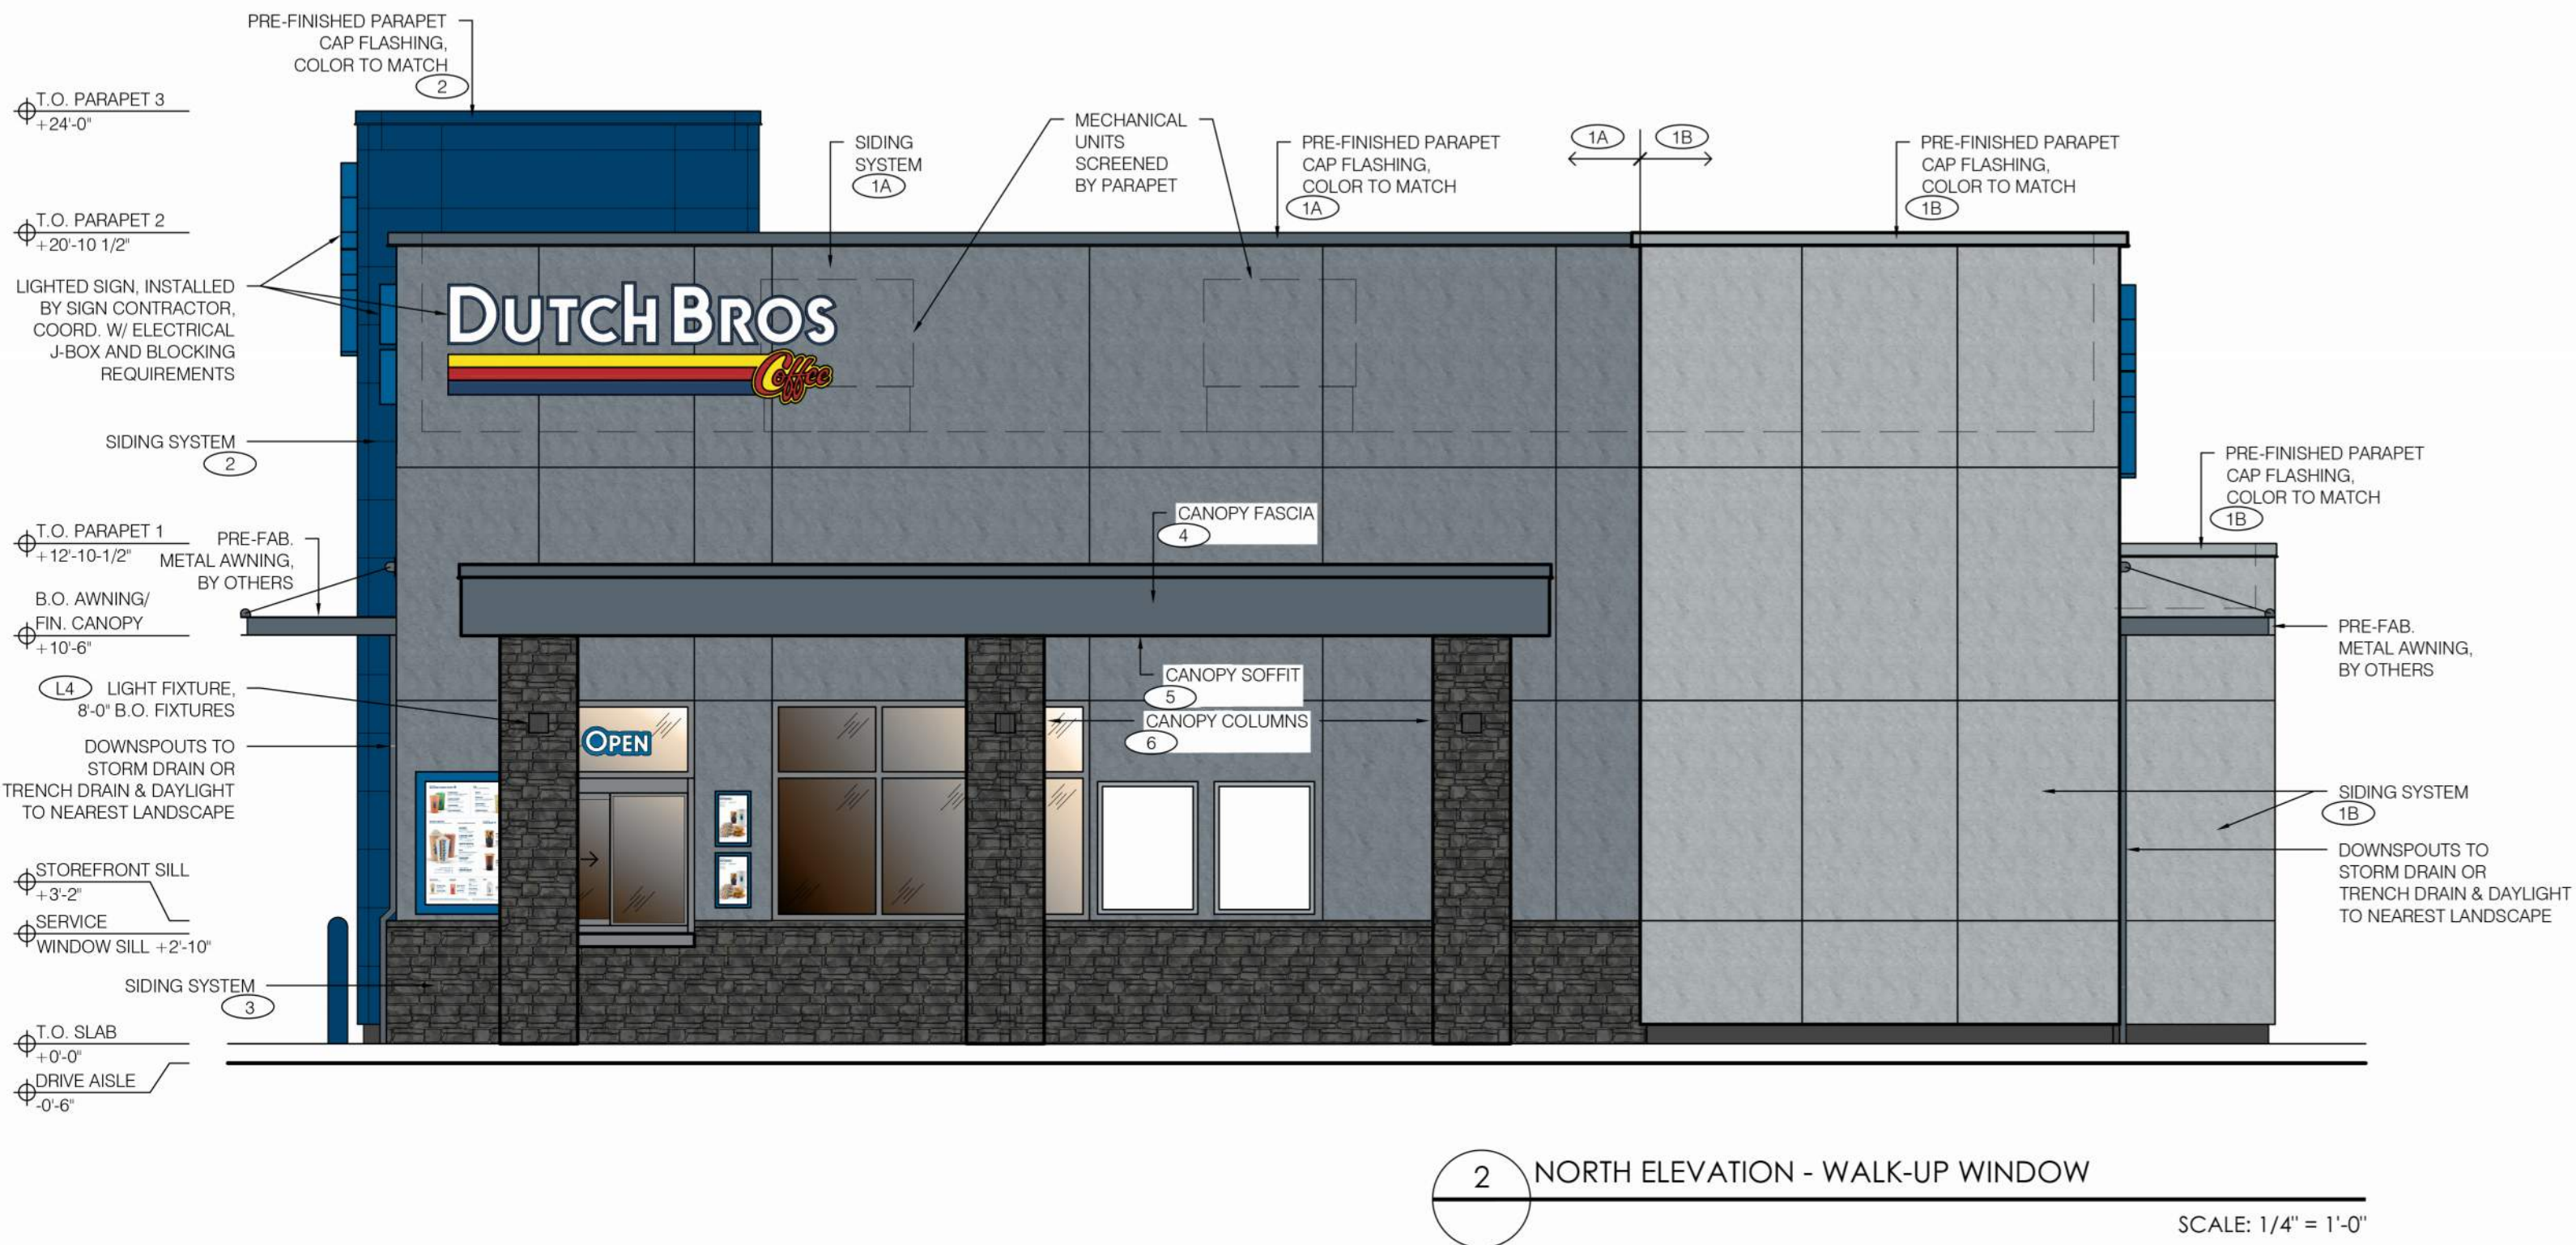 PRE-FINISHED PARAPET
CAP FLASHING,
COLOR TO MATCH
2
T.O. PARAPET 3
+24'-0"
T.O. PARAPET 2
+20'-10 1/2"
LIGHTED SIGN, INSTALLED
BY SIGN CONTRACTOR,
COORD. W/ ELECTRICAL
J-BOX AND BLOCKING
REQUIREMENTS
SIDING SYSTEM
2
T.O. PARAPET 1
+12'-10-1/2"
PRE-FAB.
METAL AWNING,
BY OTHERS
B.O. AWNING/
FIN. CANOPY
+10'-6"
L4 LIGHT FIXTURE,
8'-0" B.O. FIXTURES
DOWNSPOUTS TO
STORM DRAIN OR
TRENCH DRAIN & DAYLIGHT
TO NEAREST LANDSCAPE
STOREFRONT SILL
+3'-2"
SERVICE
WINDOW SILL +2'-10"
SIDING SYSTEM
3
T.O. SLAB
+0'-0"
DRIVE AISLE
-0'-6"
SIDING
SYSTEM
1A
MECHANICAL
UNITS
SCREENED
BY PARAPET
PRE-FINISHED PARAPET
CAP FLASHING,
COLOR TO MATCH
1A
1A 1B
PRE-FINISHED PARAPET
CAP FLASHING,
COLOR TO MATCH
1B
DUTCH BROS
Coffee
CANOPY FASCIA
4
CANOPY SOFFIT
5
CANOPY COLUMNS
6
OPEN
PRE-FINISHED PARAPET
CAP FLASHING,
COLOR TO MATCH
1B
PRE-FAB.
METAL AWNING,
BY OTHERS
SIDING SYSTEM
1B
DOWNSPOUTS TO
STORM DRAIN OR
TRENCH DRAIN & DAYLIGHT
TO NEAREST LANDSCAPE
2 NORTH ELEVATION - WALK-UP WINDOW
SCALE: 1/4" = 1'-0"